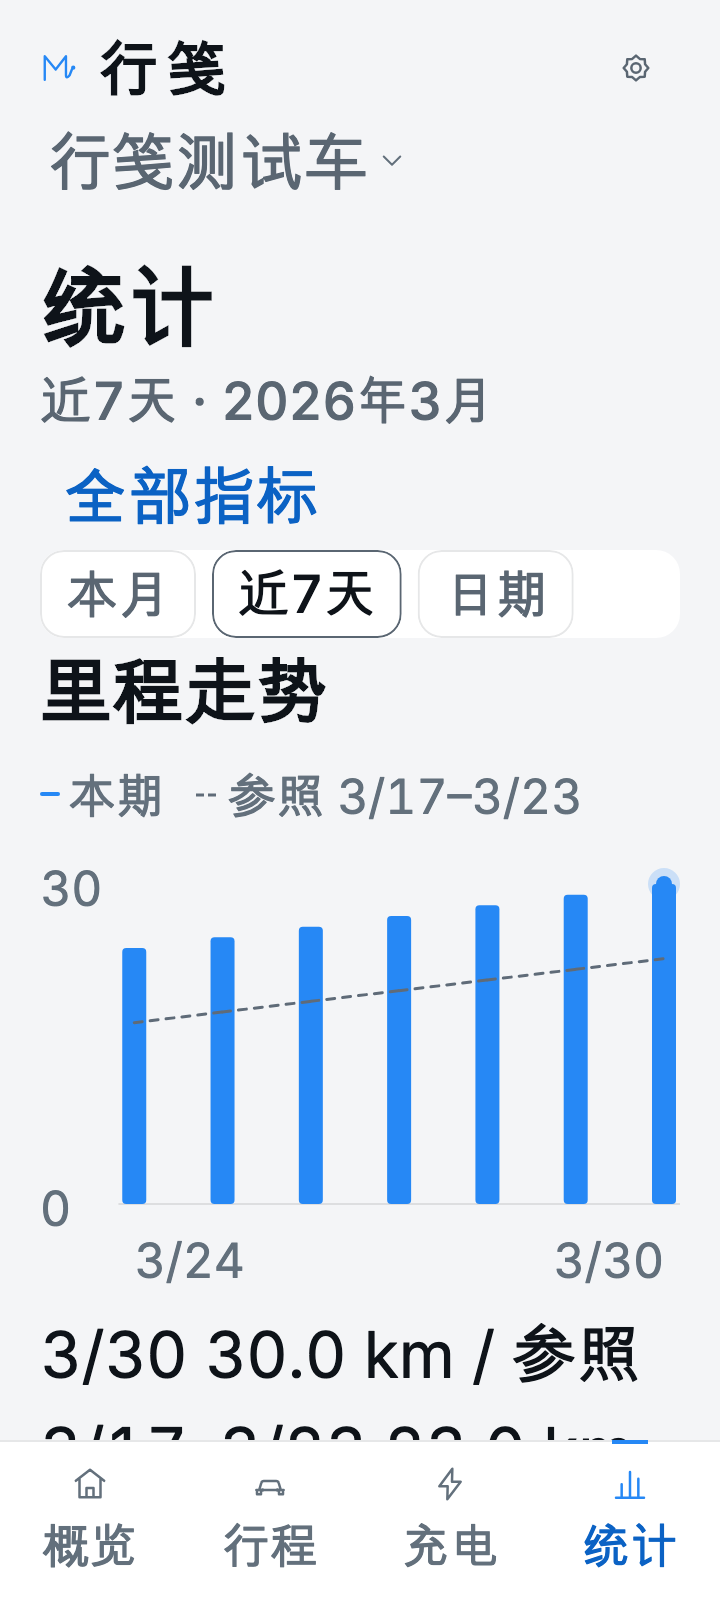 行笺
行笺测试车
统计
近7天 · 2026年3月
全部指标
本月 近7天 日期
里程走势
本期 参照 3/17–3/23
30
0
3/24 3/30
3/30 30.0 km / 参照
概览 行程 充电 统计